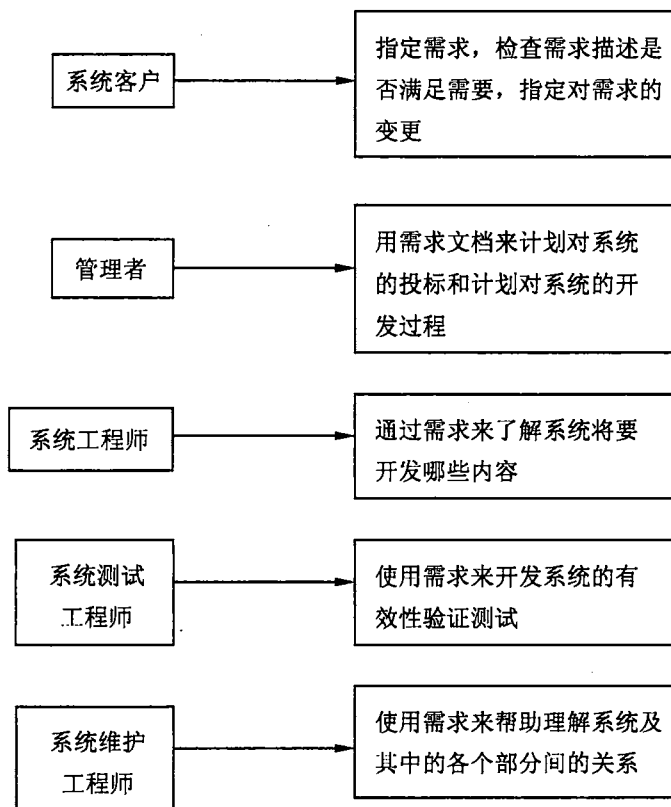 系统客户
指定需求，检查需求描述是
否满足需要，指定对需求的
变更
管理者
用需求文档来计划对系统
的投标和计划对系统的开
发过程
系统工程师
通过需求来了解系统将要
开发哪些内容
系统测试
工程师
使用需求来开发系统的有
效性验证测试
系统维护
工程师
使用需求来帮助理解系统及
其中的各个部分间的关系